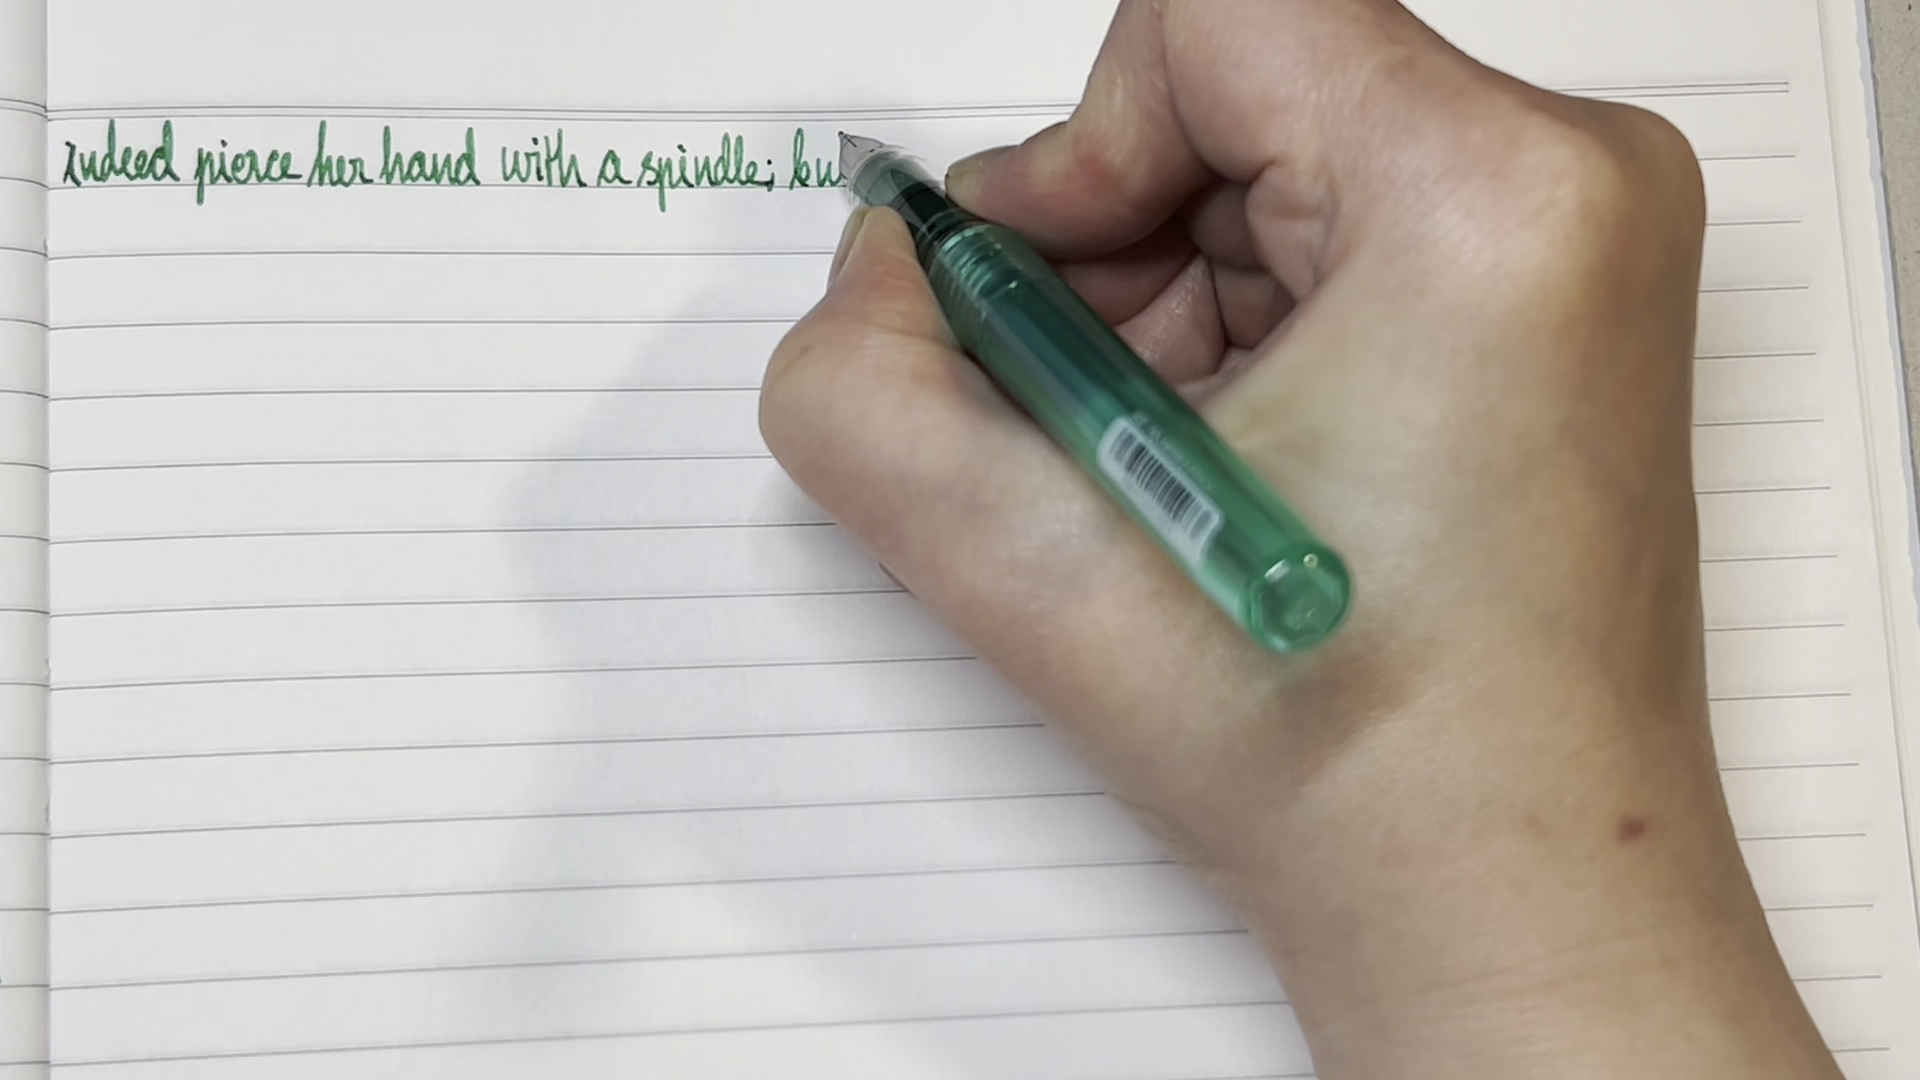 indeed pierce her hand with a spindle; bu